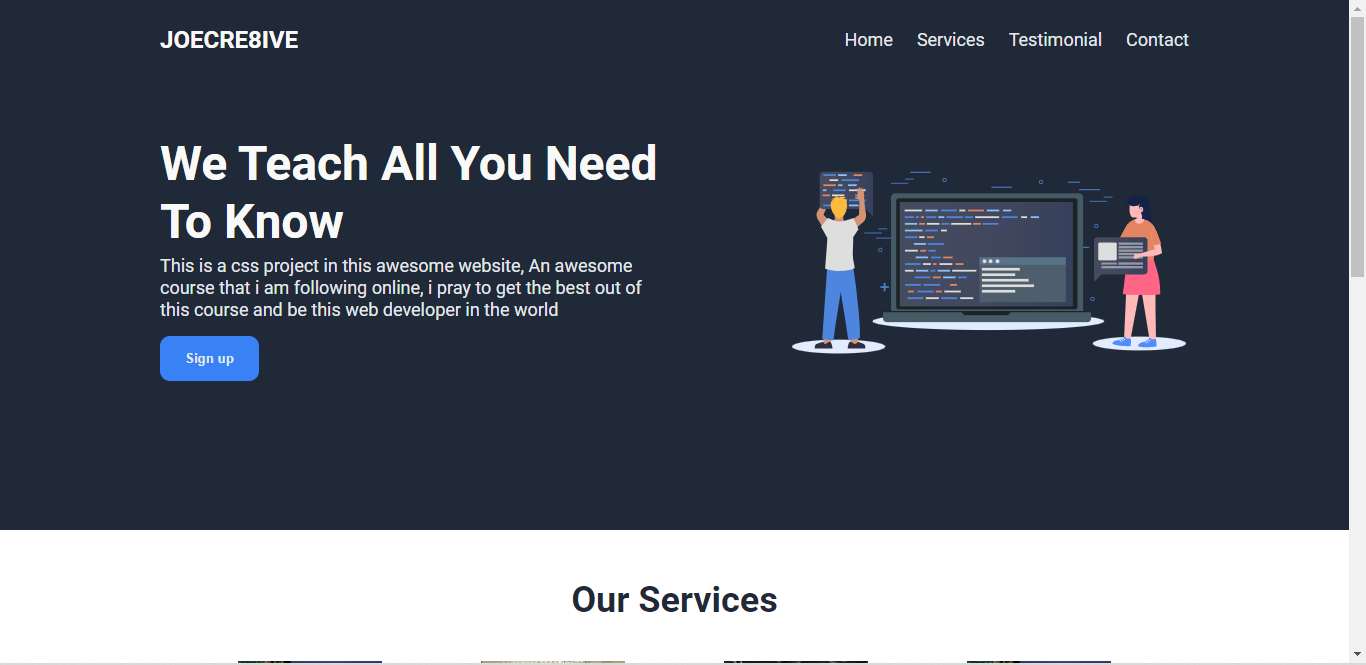 JOECRE8IVE
Home Services Testimonial Contact
We Teach All You Need
To Know
This is a css project in this awesome website, An awesome
course that i am following online, i pray to get the best out of
this course and be this web developer in the world
Sign up
Our Services